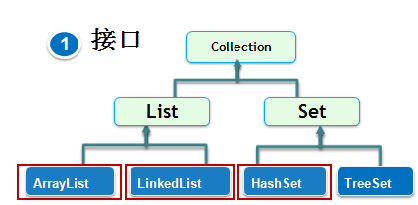 1 接口
Collection
List Set
ArrayList LinkedList HashSet TreeSet